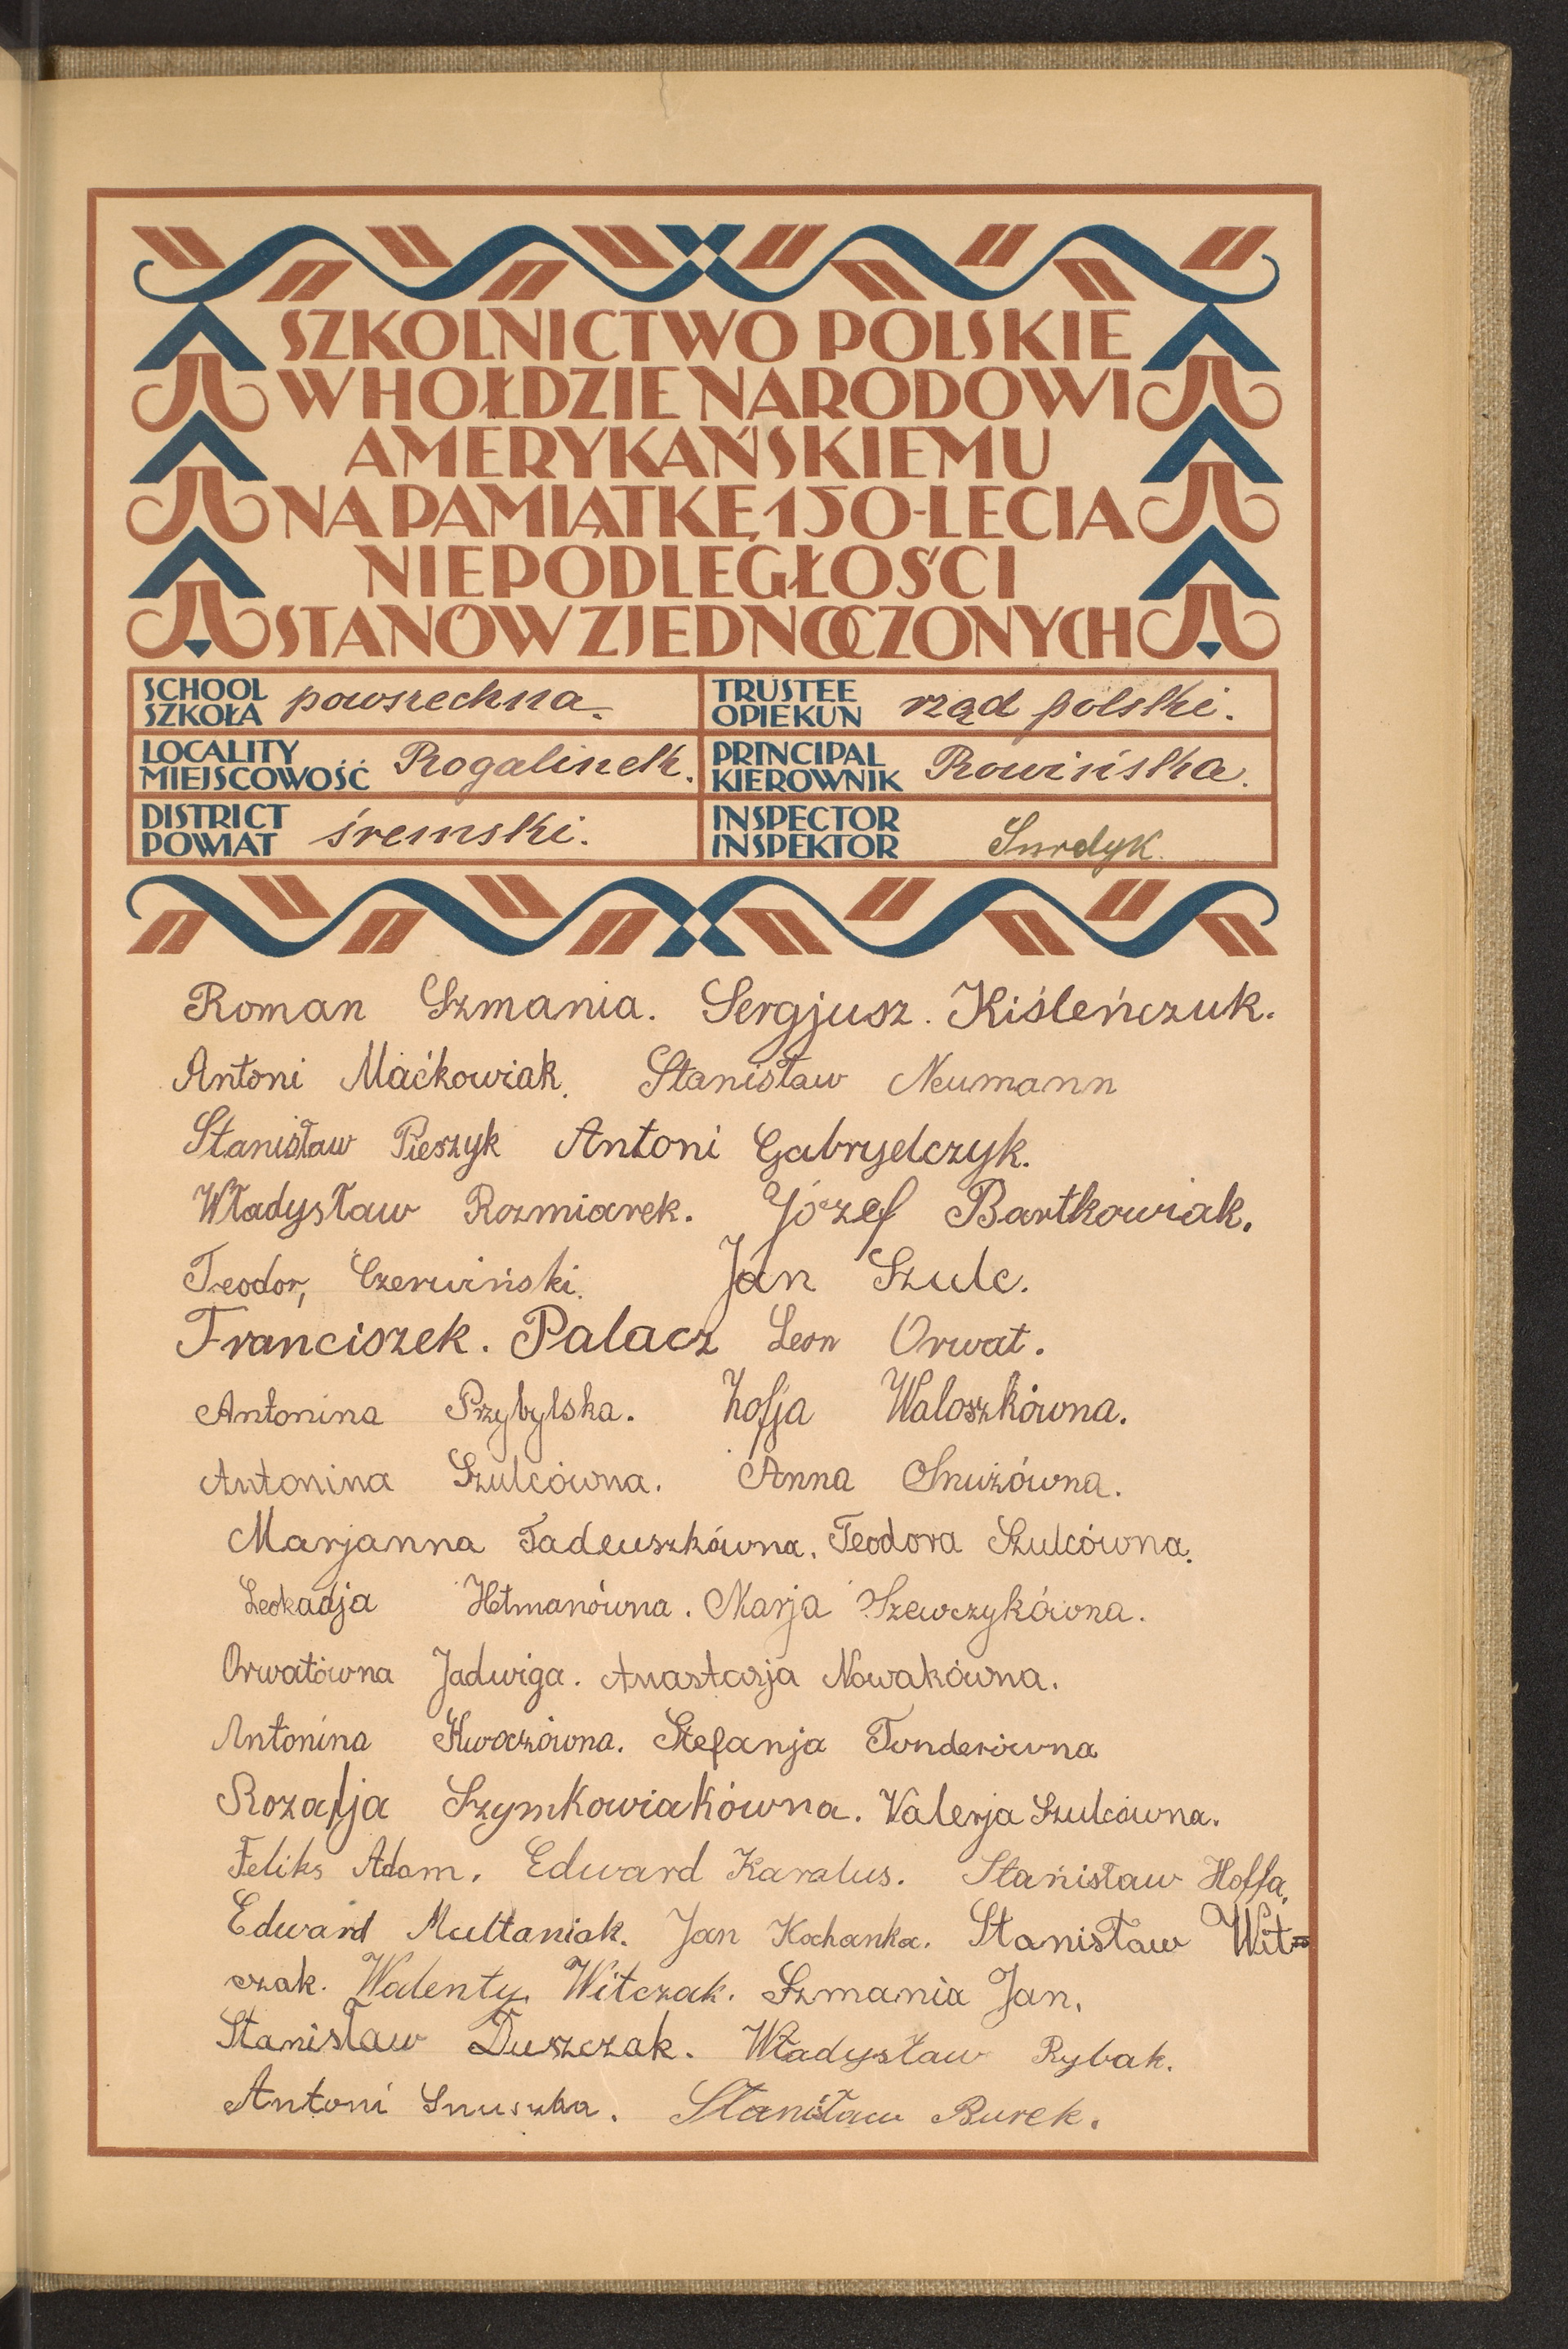 SZKOLNICTWO POLSKIE
W HOŁDZIE NARODOWI
AMERYKAŃSKIEMU
NA PAMIĄTKĘ 150-LECIA
NIEPODLEGŁOŚCI
STANÓW ZJEDNOCZONYCH
SCHOOL
SZKOŁA powszechna.
TRUSTEE
OPIEKUN rząd polski.
LOCALITY
MIEJSCOWOŚĆ Rogalinek.
PRINCIPAL
KIEROWNIK Rowińska.
DISTRICT
POWIAT śremski.
INSPECTOR
INSPEKTOR Surdyk.
Roman Szmania. Sergjusz. Kiśleńczuk.
Antoni Maćkowiak. Stanisław Neumann
Stanisław Pieszyk Antoni Gabryelczyk.
Władysław Rozmiarek. Józef Bartkowiak.
Teodor, Czerwiński. Jan Szulc.
Franciszek. Palacz Leon Orwat.
Antonina Przybylska. Zofja Waloszkówna.
Antonina Szulcówna. Anna Snużówna.
Marjanna Tadeuszkówna. Teodora Szulcówna.
Leokadja Hetmanówna. Marja Szewczykówna.
Orwatówna Jadwiga. Anastazja Nowakówna.
Antonina Kwaczówna. Stefanja Tonderówna
Rozalja Szymkowiakówna. Valerja Szulcówna.
Feliks Adam. Edward Karalus. Stanisław Hoffa.
Edward Multaniak. Jan Kochanka. Stanisław Wit=
czak. Walenty. Witczak. Szmania Jan.
Stanisław Duszczak. Władysław Rybak.
Antoni Snuszka. Stanisław Burek.